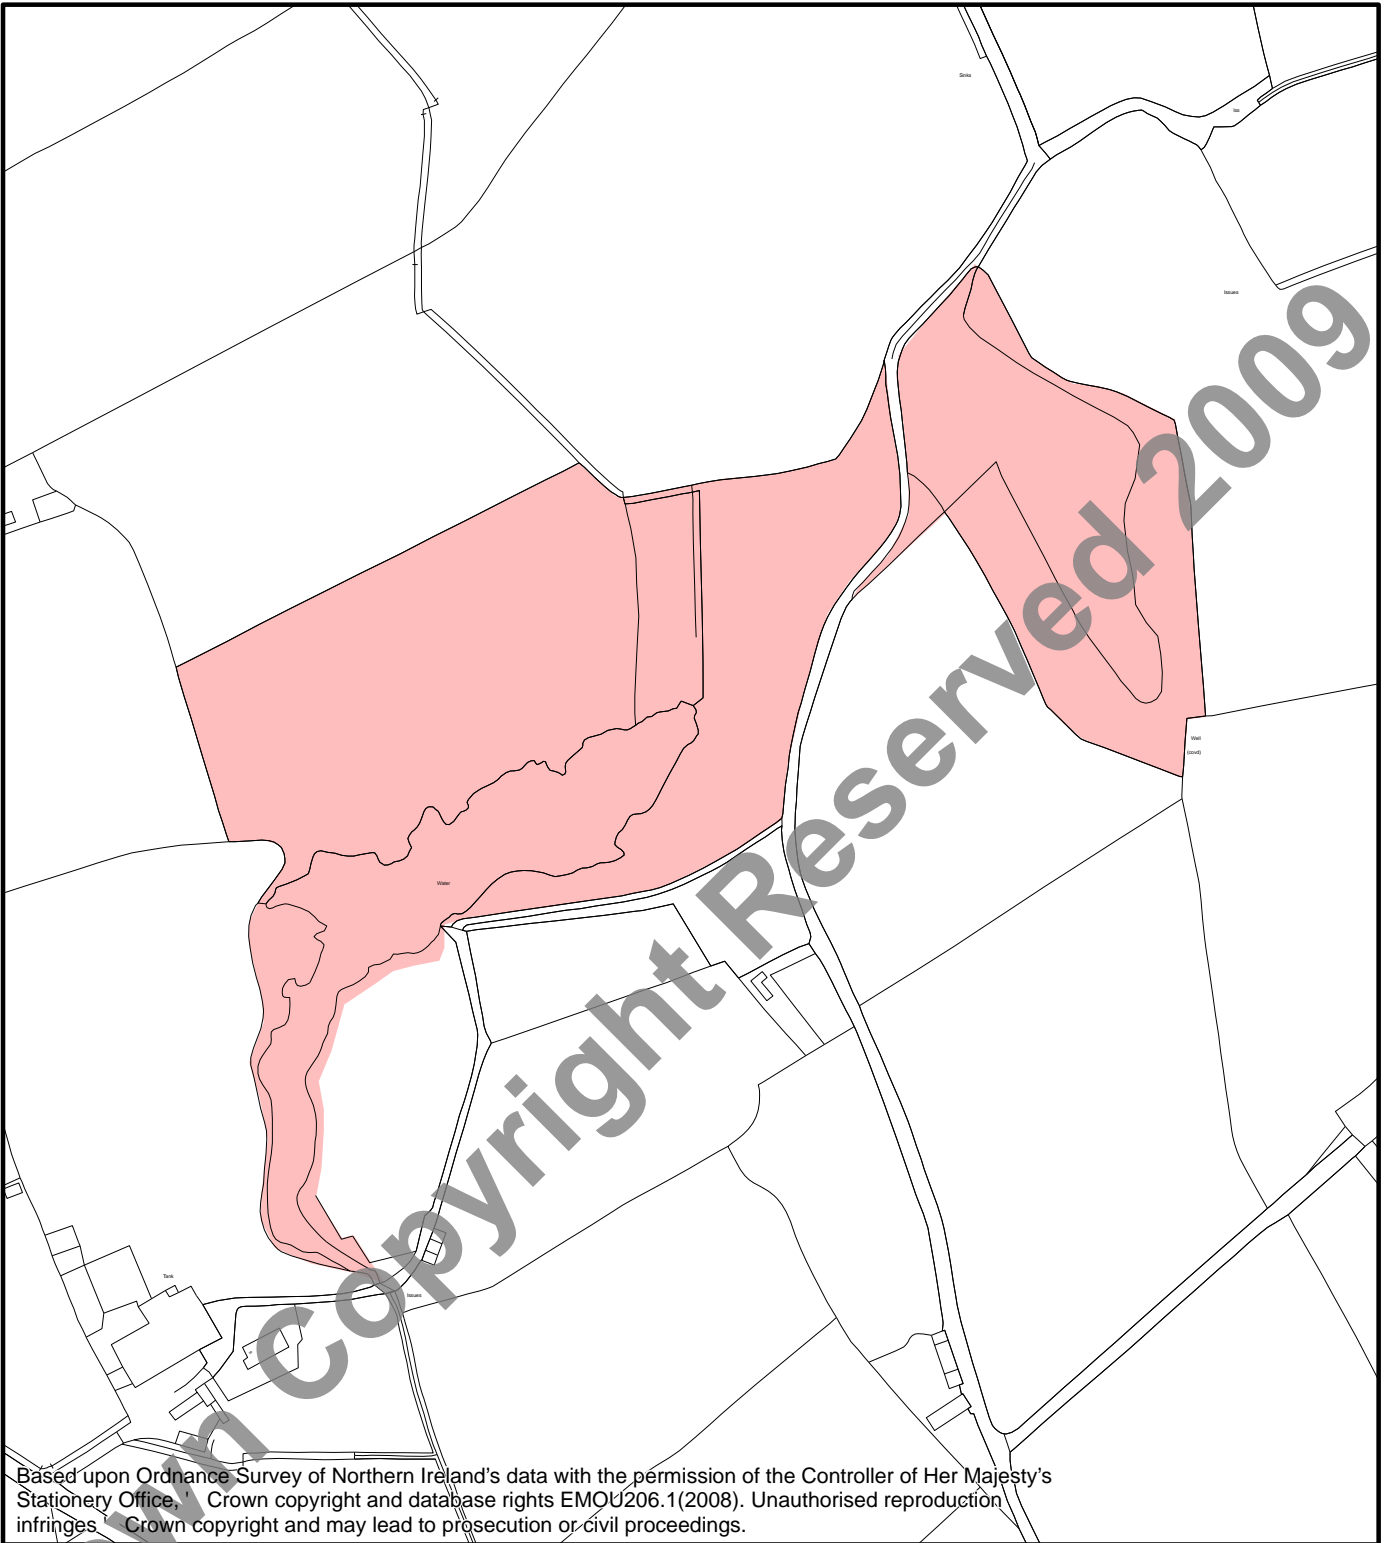 Sinks
Issues
Well
(covd)
Water
Tank
Issues
wn Copyright Reserved 2009
Based upon Ordnance Survey of Northern Ireland's data with the permission of the Controller of Her Majesty's
Stationery Office, ' Crown copyright and database rights EMOU206.1(2008). Unauthorised reproduction
infringes ' Crown copyright and may lead to prosecution or civil proceedings.